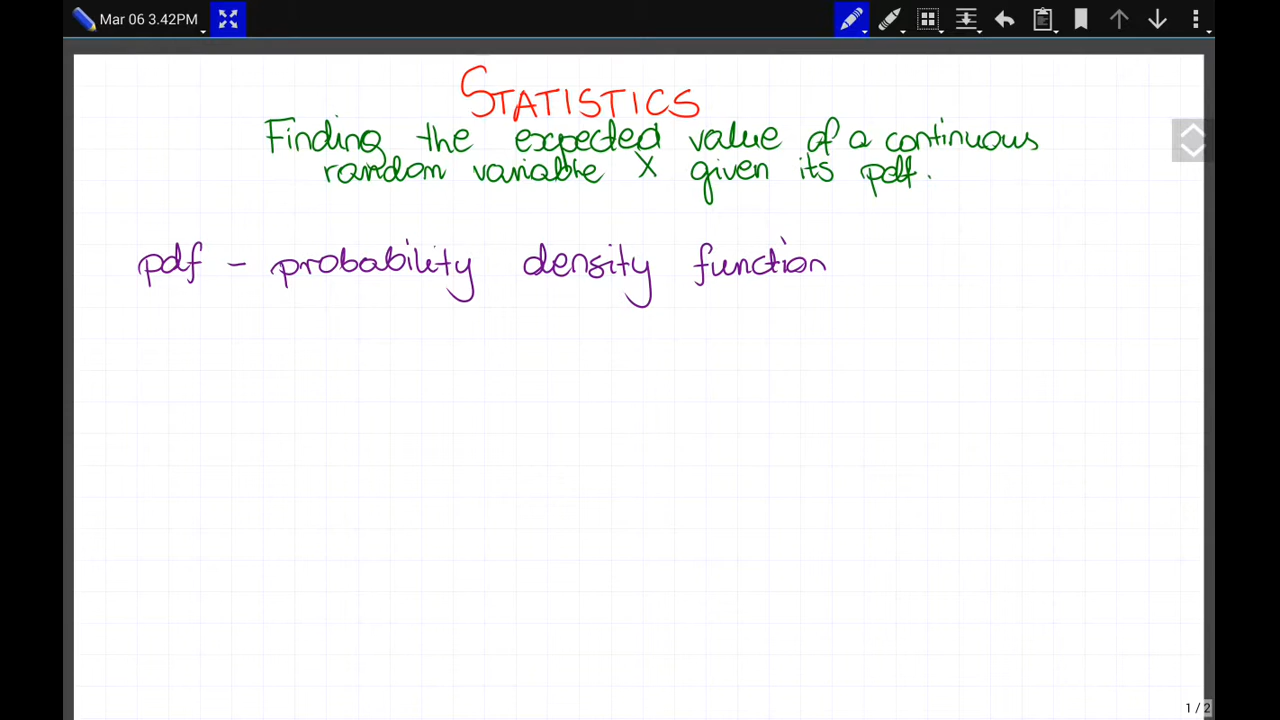 Mar 06 3.42PM
STATISTICS
Finding the expected value of a continuous
random variable X given its pdf.
pdf - probability density function
1 / 2